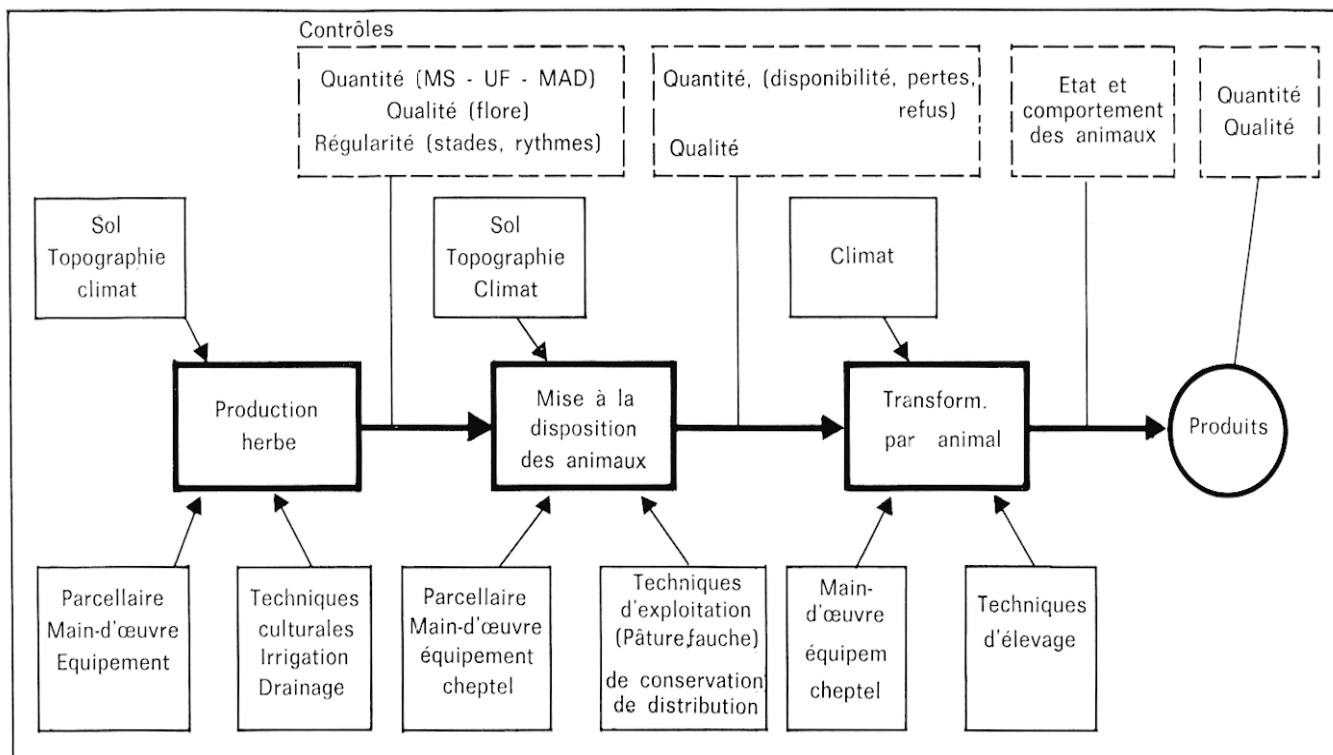 Contrôles
Quantité (MS - UF - MAD)
Qualité (flore)
Régularité (stades, rythmes)
Quantité, (disponibilité, pertes,
refus)
Qualité
Etat et
comportement
des animaux
Quantité
Qualité
Sol
Topographie
climat
Sol
Topographie
Climat
Climat
Production
herbe
Mise à la
disposition
des animaux
Transform.
par animal
Produits
Parcellaire
Main-d'œuvre
Equipement
Techniques
culturales
Irrigation
Drainage
Parcellaire
Main-d'œuvre
équipement
cheptel
Techniques
d'exploitation
(Pâture,fauche)
de conservation
de distribution
Main-
d'œuvre
équipem
cheptel
Techniques
d'élevage